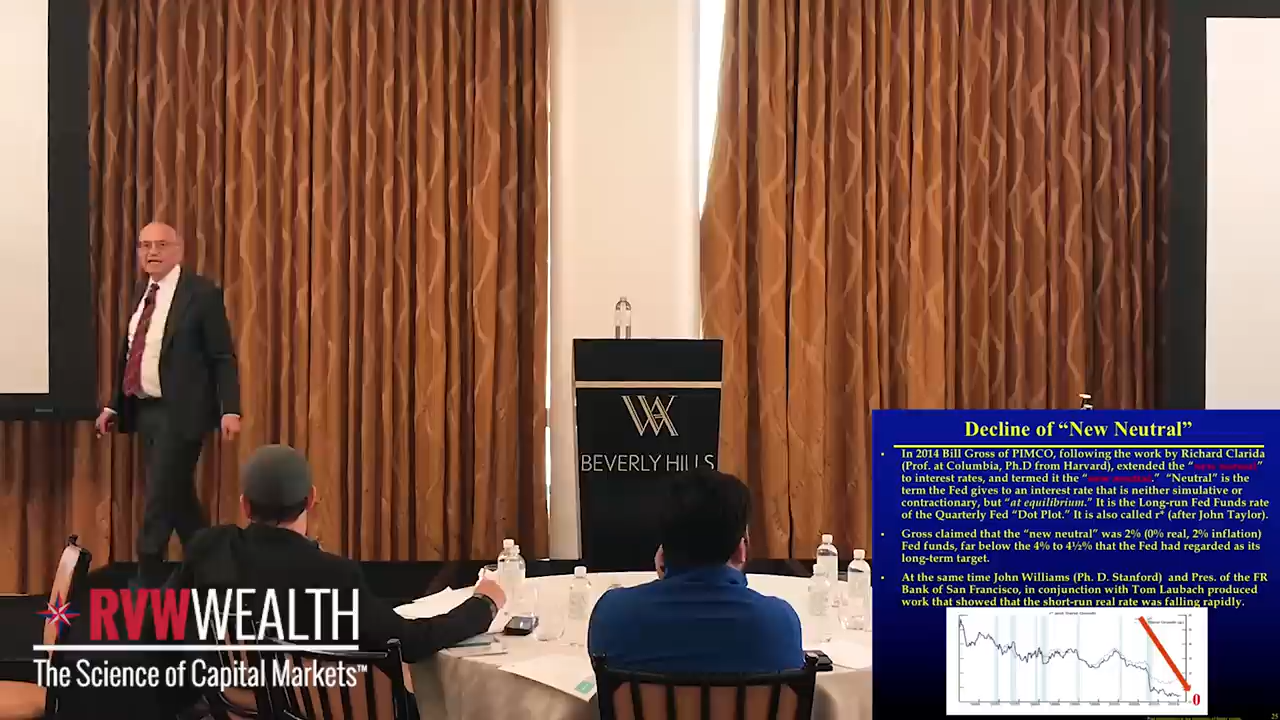 BEVERLY HILLS
RVWWEALTH
The Science of Capital Markets™
Decline of “New Neutral”
• In 2014 Bill Gross of PIMCO, following the work by Richard Clarida
(Prof. at Columbia, Ph.D from Harvard), extended the “new normal”
to interest rates, and termed it the “new neutral.” “Neutral” is the
term the Fed gives to an interest rate that is neither simulative or
contractionary, but “at equilibrium.” It is the Long-run Fed Funds rate
of the Quarterly Fed “Dot Plot.” It is also called r* (after John Taylor).
• Gross claimed that the “new neutral” was 2% (0% real, 2% inflation)
Fed funds, far below the 4% to 4½% that the Fed had regarded as its
long-term target.
• At the same time John Williams (Ph. D. Stanford) and Pres. of the FR
Bank of San Francisco, in conjunction with Tom Laubach produced
work that showed that the short-run real rate was falling rapidly.
0